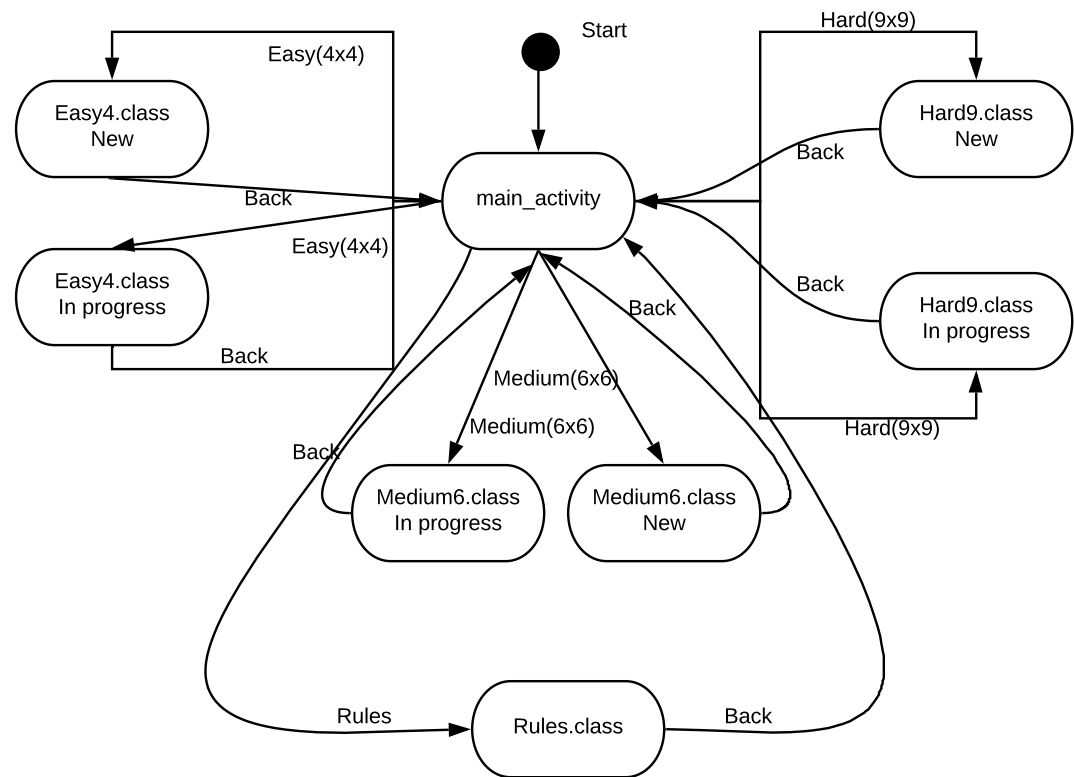 Hard(9x9)
Start
Easy(4x4)
Easy4.class
New
Hard9.class
New
Back
Back
main_activity
Easy(4x4)
Easy4.class
In progress
Back
Back
Hard9.class
In progress
Back
Medium(6x6)
Medium(6x6)
Hard(9x9)
Back
Medium6.class
In progress
Medium6.class
New
Rules
Rules.class
Back